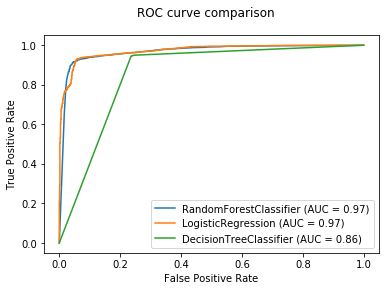 ROC curve comparison
True Positive Rate
1.0
0.8
0.6
0.4
0.2
0.0
RandomForestClassifier (AUC = 0.97)
LogisticRegression (AUC = 0.97)
DecisionTreeClassifier (AUC = 0.86)
0.0 0.2 0.4 0.6 0.8 1.0
False Positive Rate